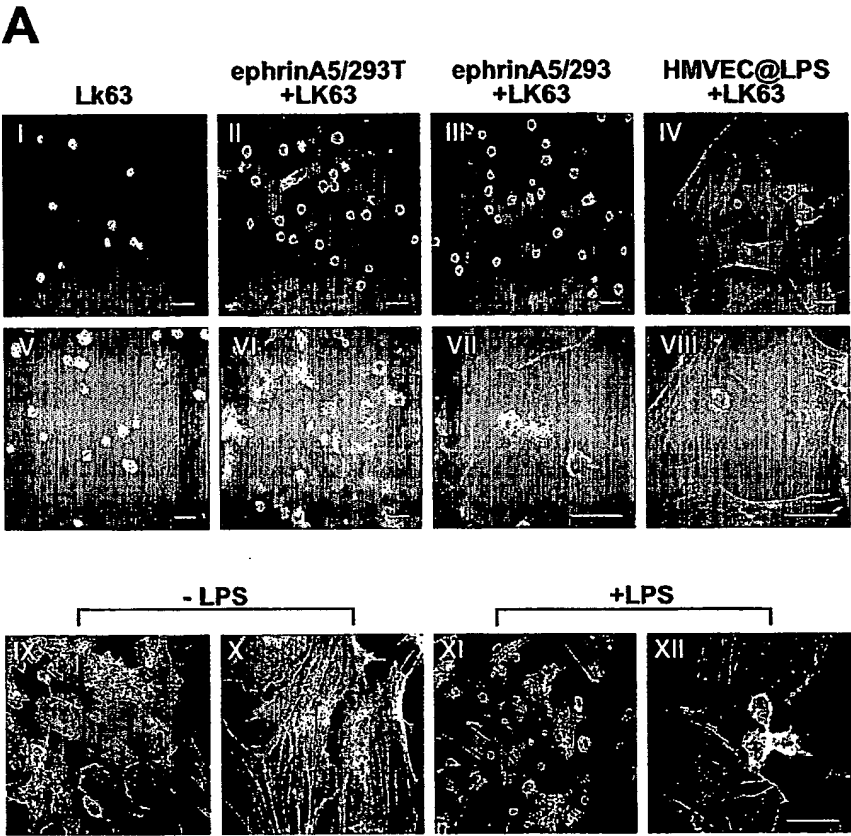 A
Lk63
ephrinA5/293T
+LK63
ephrinA5/293
+LK63
HMVEC@LPS
+LK63
I
II
III
IV
V
VI
VII
VIII
- LPS
+LPS
IX
X
XI
XII